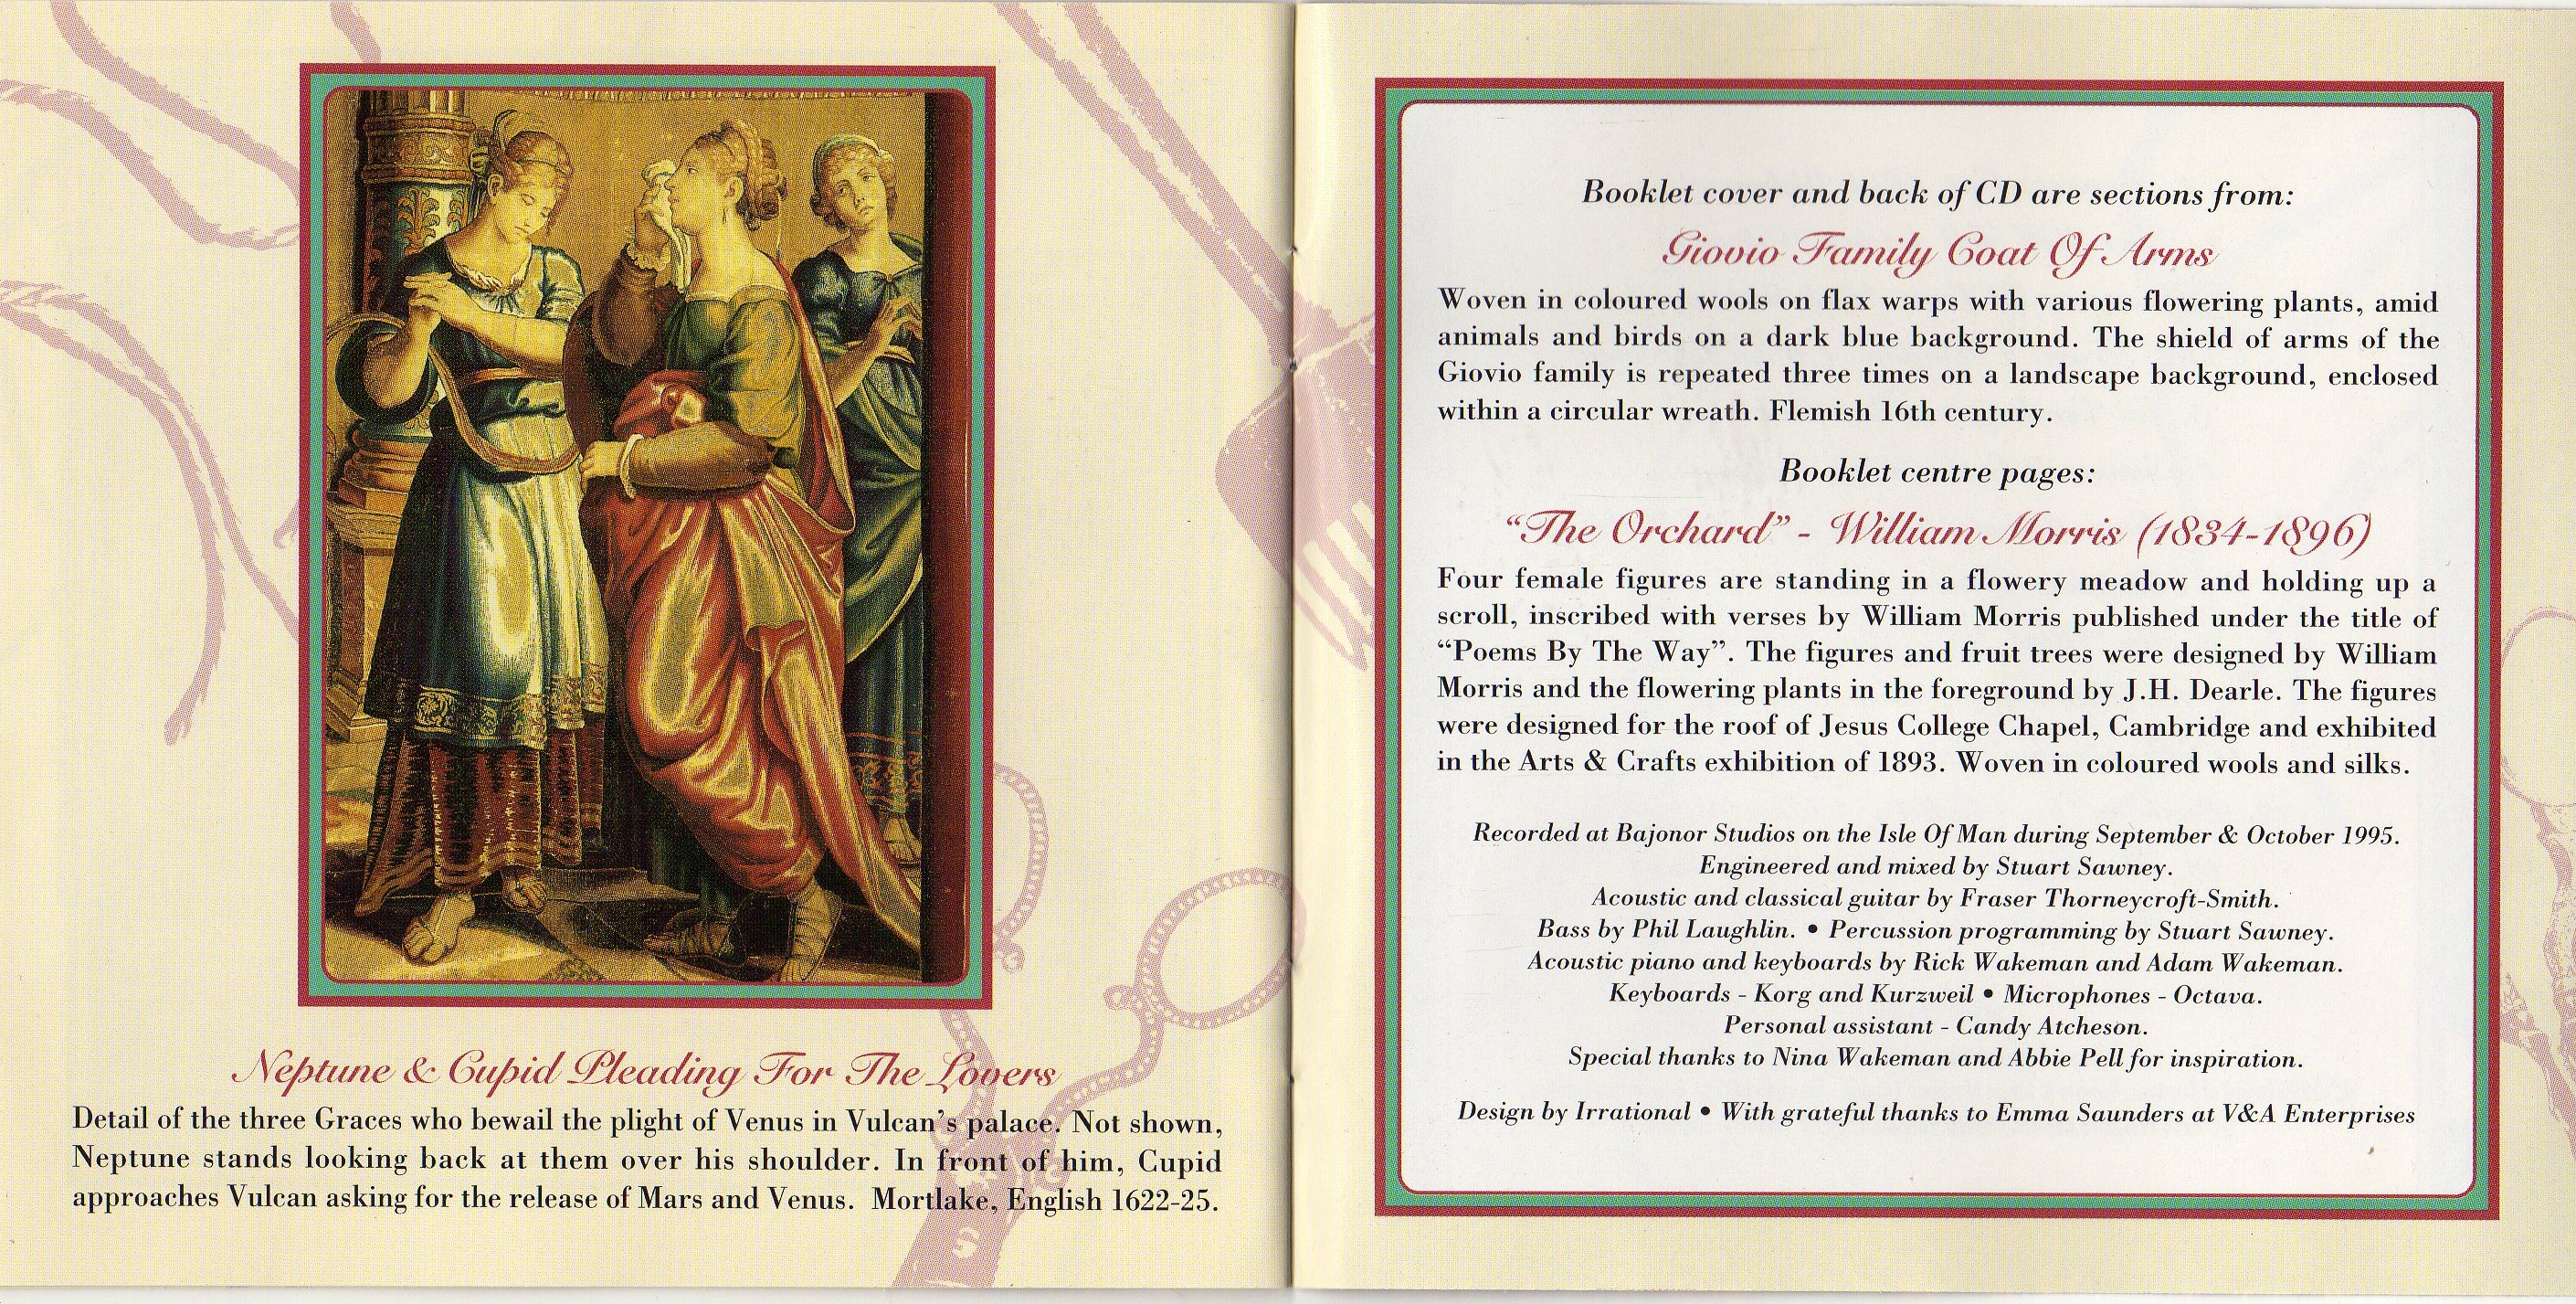 Neptune & Cupid Pleading For The Lovers
Detail of the three Graces who bewail the plight of Venus in Vulcan's palace. Not shown,
Neptune stands looking back at them over his shoulder. In front of him, Cupid
approaches Vulcan asking for the release of Mars and Venus. Mortlake, English 1622-25.
Booklet cover and back of CD are sections from:
Giovio Family Coat Of Arms
Woven in coloured wools on flax warps with various flowering plants, amid
animals and birds on a dark blue background. The shield of arms of the
Giovio family is repeated three times on a landscape background, enclosed
within a circular wreath. Flemish 16th century.
Booklet centre pages:
“The Orchard” - William Morris (1834-1896)
Four female figures are standing in a flowery meadow and holding up a
scroll, inscribed with verses by William Morris published under the title of
“Poems By The Way”. The figures and fruit trees were designed by William
Morris and the flowering plants in the foreground by J.H. Dearle. The figures
were designed for the roof of Jesus College Chapel, Cambridge and exhibited
in the Arts & Crafts exhibition of 1893. Woven in coloured wools and silks.
Recorded at Bajonor Studios on the Isle Of Man during September & October 1995.
Engineered and mixed by Stuart Sawney.
Acoustic and classical guitar by Fraser Thorneycroft-Smith.
Bass by Phil Laughlin. • Percussion programming by Stuart Sawney.
Acoustic piano and keyboards by Rick Wakeman and Adam Wakeman.
Keyboards - Korg and Kurzweil • Microphones - Octava.
Personal assistant - Candy Atcheson.
Special thanks to Nina Wakeman and Abbie Pell for inspiration.
Design by Irrational • With grateful thanks to Emma Saunders at V&A Enterprises